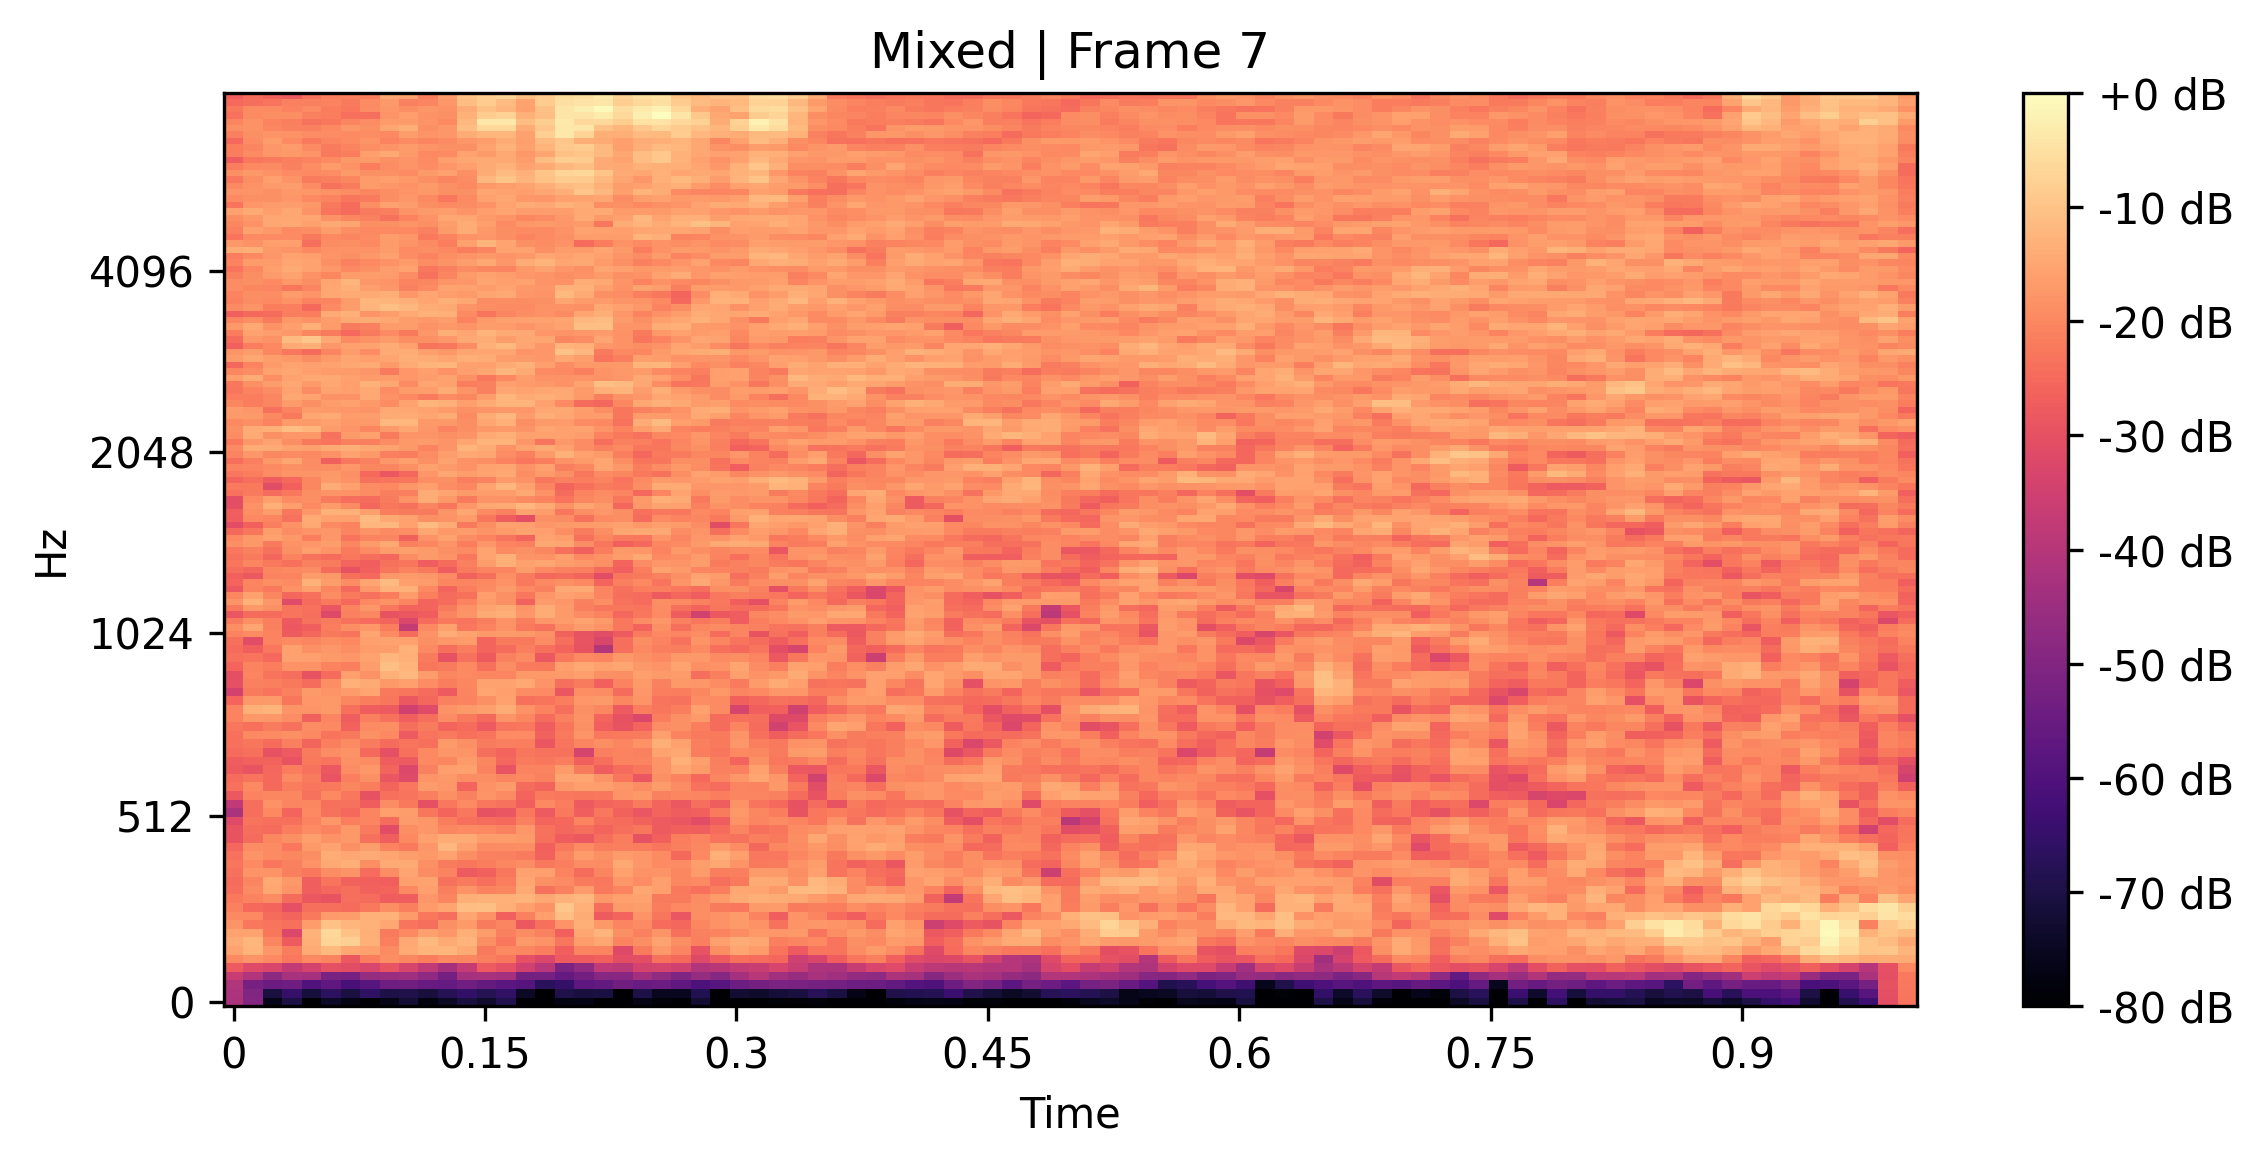 Mixed | Frame 7
Hz
4096
2048
1024
512
0
0 0.15 0.3 0.45 0.6 0.75 0.9
Time
+0 dB
-10 dB
-20 dB
-30 dB
-40 dB
-50 dB
-60 dB
-70 dB
-80 dB